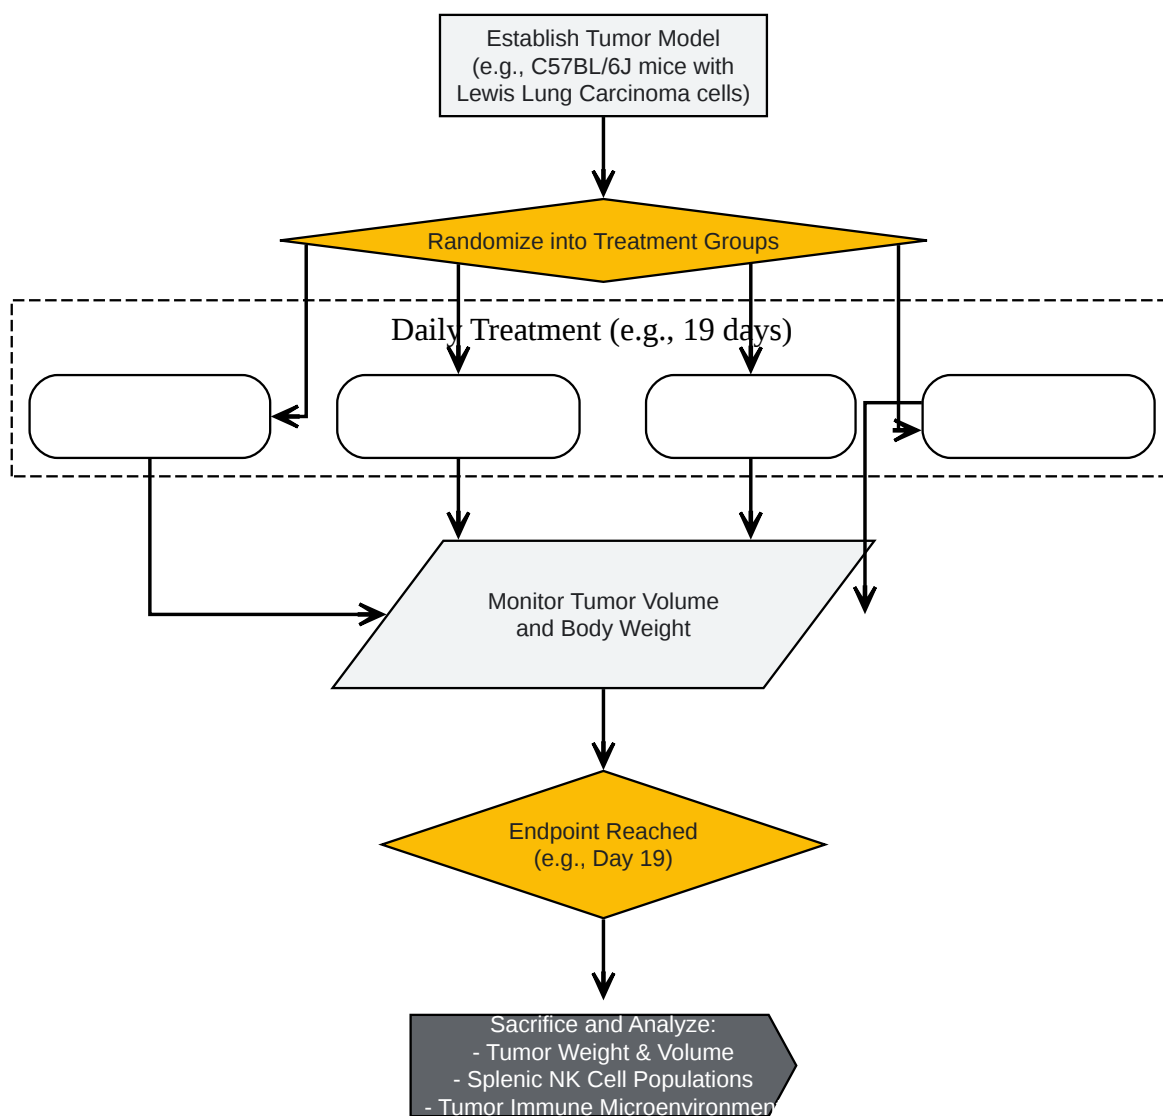 Establish Tumor Model
(e.g., C57BL/6J mice with
Lewis Lung Carcinoma cells)
Randomize into Treatment Groups
Daily Treatment (e.g., 19 days)
Monitor Tumor Volume
and Body Weight
Endpoint Reached
(e.g., Day 19)
Sacrifice and Analyze:
- Tumor Weight & Volume
- Splenic NK Cell Populations
- Tumor Immune Microenvironment